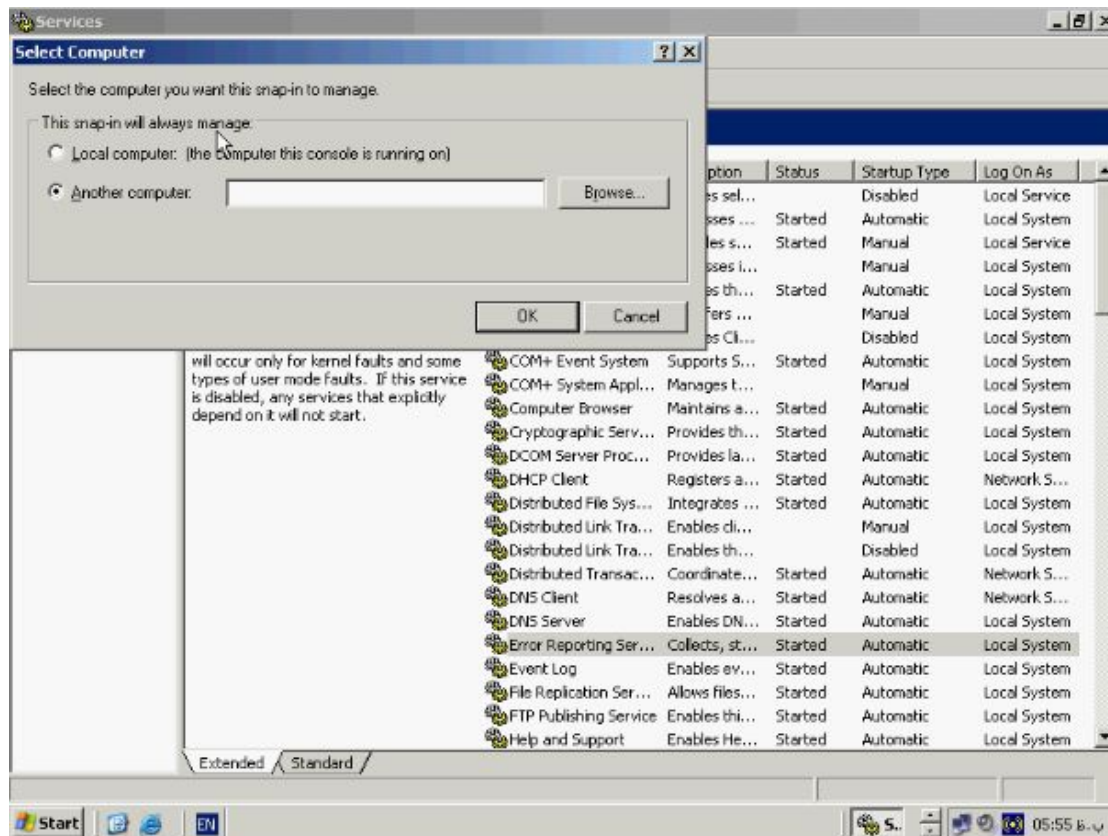 Services
Select Computer
Select the computer you want this snap-in to manage.
This snap-in will always manage:
Local computer: (the computer this console is running on)
Another computer:
Browse...
OK
Cancel
ption Status Startup Type Log On As
es sel... Disabled Local Service
sses ... Started Automatic Local System
les s... Started Manual Local Service
sses i... Manual Local System
es th... Started Automatic Local System
fers ... Manual Local System
es Cli... Disabled Local System
will occur only for kernel faults and some
types of user mode faults. If this service
is disabled, any services that explicitly
depend on it will not start.
COM+ Event System Supports S... Started Automatic Local System
COM+ System Appl... Manages t... Manual Local System
Computer Browser Maintains a... Started Automatic Local System
Cryptographic Serv... Provides th... Started Automatic Local System
DCOM Server Proc... Provides la... Started Automatic Local System
DHCP Client Registers a... Started Automatic Network S...
Distributed File Sys... Integrates ... Started Automatic Local System
Distributed Link Tra... Enables cli... Manual Local System
Distributed Link Tra... Enables th... Disabled Local System
Distributed Transac... Coordinate... Started Automatic Network S...
DNS Client Resolves a... Started Automatic Network S...
DNS Server Enables DN... Started Automatic Local System
Error Reporting Ser... Collects, st... Started Automatic Local System
Event Log Enables ev... Started Automatic Local System
File Replication Ser... Allows files... Started Automatic Local System
FTP Publishing Service Enables thi... Started Automatic Local System
Help and Support Enables He... Started Automatic Local System
Extended Standard
Start EN S.. 05:55 ب.ظ